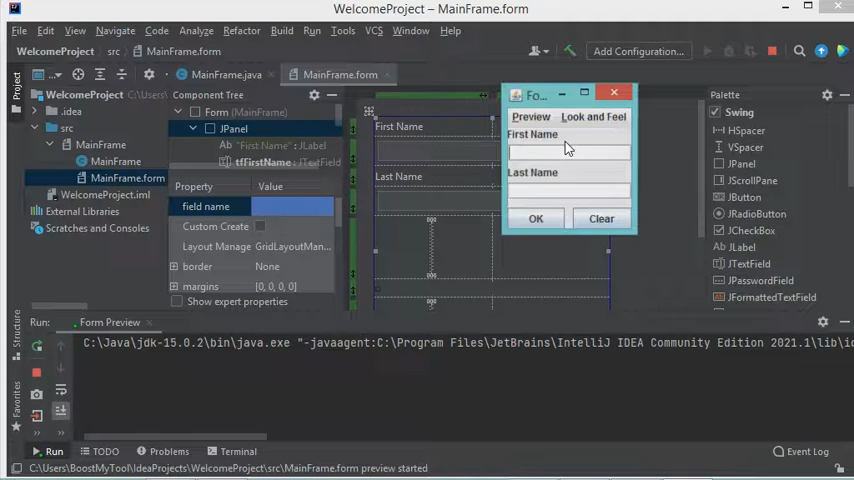 WelcomeProject – MainFrame.form
File Edit View Navigate Code Analyze Refactor Build Run Tools VCS Window
WelcomeProject src MainFrame.form
Add Configuration...
... MainFrame.java MainFrame.form
Project
WelcomeProject C:\Users\
.idea
src
MainFrame
MainFrame
MainFrame.form
WelcomeProject.iml
External Libraries
Scratches and Consoles
Component Tree
Form (MainFrame)
JPanel
"First Name" : JLabel
tfFirstName : JTextField
Property Value
field name
Custom Create
Layout Manage GridLayoutMan...
border None
margins [0, 0, 0, 0]
Show expert properties
First Name
Last Name
Fo...
Preview Look and Feel
First Name
Last Name
OK Clear
Palette
Swing
HSpacer
VSpacer
JPanel
JScrollPane
JButton
JRadioButton
JCheckBox
JLabel
JTextField
JPasswordField
JFormattedTextField
Structure
Favorites
Run: Form Preview
C:\Java\jdk-15.0.2\bin\java.exe "-javaagent:C:\Program Files\JetBrains\IntelliJ IDEA Community Edition 2021.1\lib\id
Run TODO Problems Terminal Event Log
C:\Users\BoostMyTool\IdeaProjects\WelcomeProject\src\MainFrame.form preview started